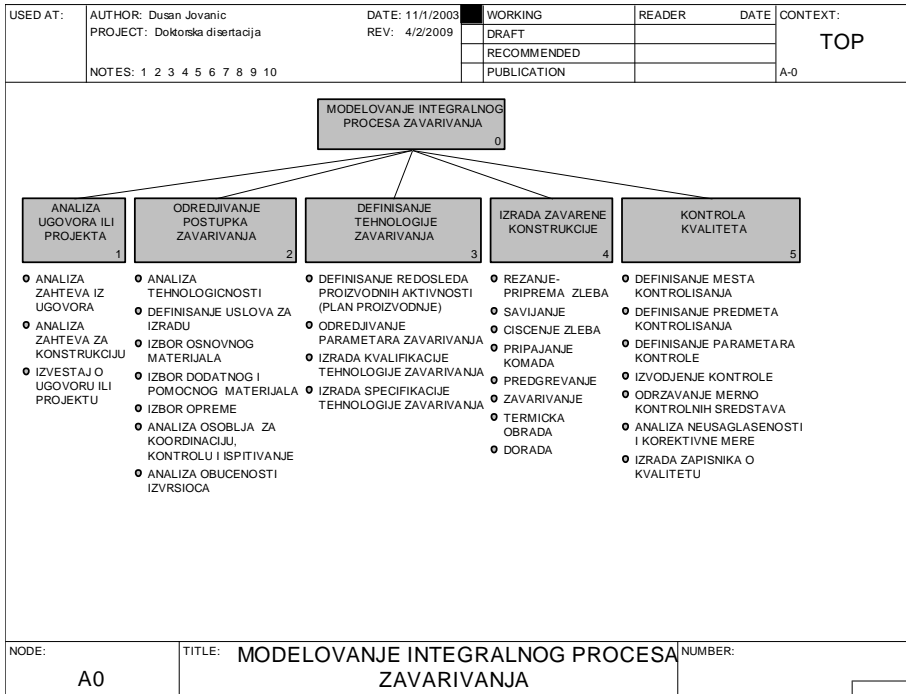 USED AT:
AUTHOR: Dusan Jovanic
DATE: 11/1/2003
WORKING
READER
DATE
CONTEXT:
PROJECT: Doktorska disertacija
REV: 4/2/2009
DRAFT
TOP
RECOMMENDED
NOTES: 1 2 3 4 5 6 7 8 9 10
PUBLICATION
A-0
MODELOVANJE INTEGRALNOG
PROCESA ZAVARIVANJA
0
ANALIZA
UGOVORA ILI
PROJEKTA
1
ANALIZA
ZAHTEVA IZ
UGOVORA
ANALIZA
ZAHTEVA ZA
KONSTRUKCIJU
IZVESTAJ O
UGOVORU ILI
PROJEKTU
ODREDJIVANJE
POSTUPKA
ZAVARIVANJA
2
ANALIZA
TEHNOLOGICNOSTI
DEFINISANJE USLOVA ZA
IZRADU
IZBOR OSNOVNOG
MATERIJALA
IZBOR DODATNOG I
POMOCNOG MATERIJALA
IZBOR OPREME
ANALIZA OSOBLJA ZA
KOORDINACIJU,
KONTROLU I ISPITIVANJE
ANALIZA OBUCENOSTI
IZVRSIOCA
DEFINISANJE
TEHNOLOGIJE
ZAVARIVANJA
3
DEFINISANJE REDOSLEDA
PROIZVODNIH AKTIVNOSTI
(PLAN PROIZVODNJE)
ODREDJIVANJE
PARAMETARA ZAVARIVANJA
IZRADA KVALIFIKACIJE
TEHNOLOGIJE ZAVARIVANJA
IZRADA SPECIFIKACIJE
TEHNOLOGIJE ZAVARIVANJA
IZRADA ZAVARENE
KONSTRUKCIJE
4
REZANJE-
PRIPREMA ZLEBA
SAVIJANJE
CISCENJE ZLEBA
PRIPAJANJE
KOMADA
PREDGREVANJE
ZAVARIVANJE
TERMICKA
OBRADA
DORADA
KONTROLA
KVALITETA
5
DEFINISANJE MESTA
KONTROLISANJA
DEFINISANJE PREDMETA
KONTROLISANJA
DEFINISANJE PARAMETARA
KONTROLE
IZVODJENJE KONTROLE
ODRZAVANJE MERNO
KONTROLNIH SREDSTAVA
ANALIZA NEUSAGLASENOSTI
I KOREKTIVNE MERE
IZRADA ZAPISNIKA O
KVALITETU
NODE:
A0
TITLE:
MODELOVANJE INTEGRALNOG PROCESA
ZAVARIVANJA
NUMBER: